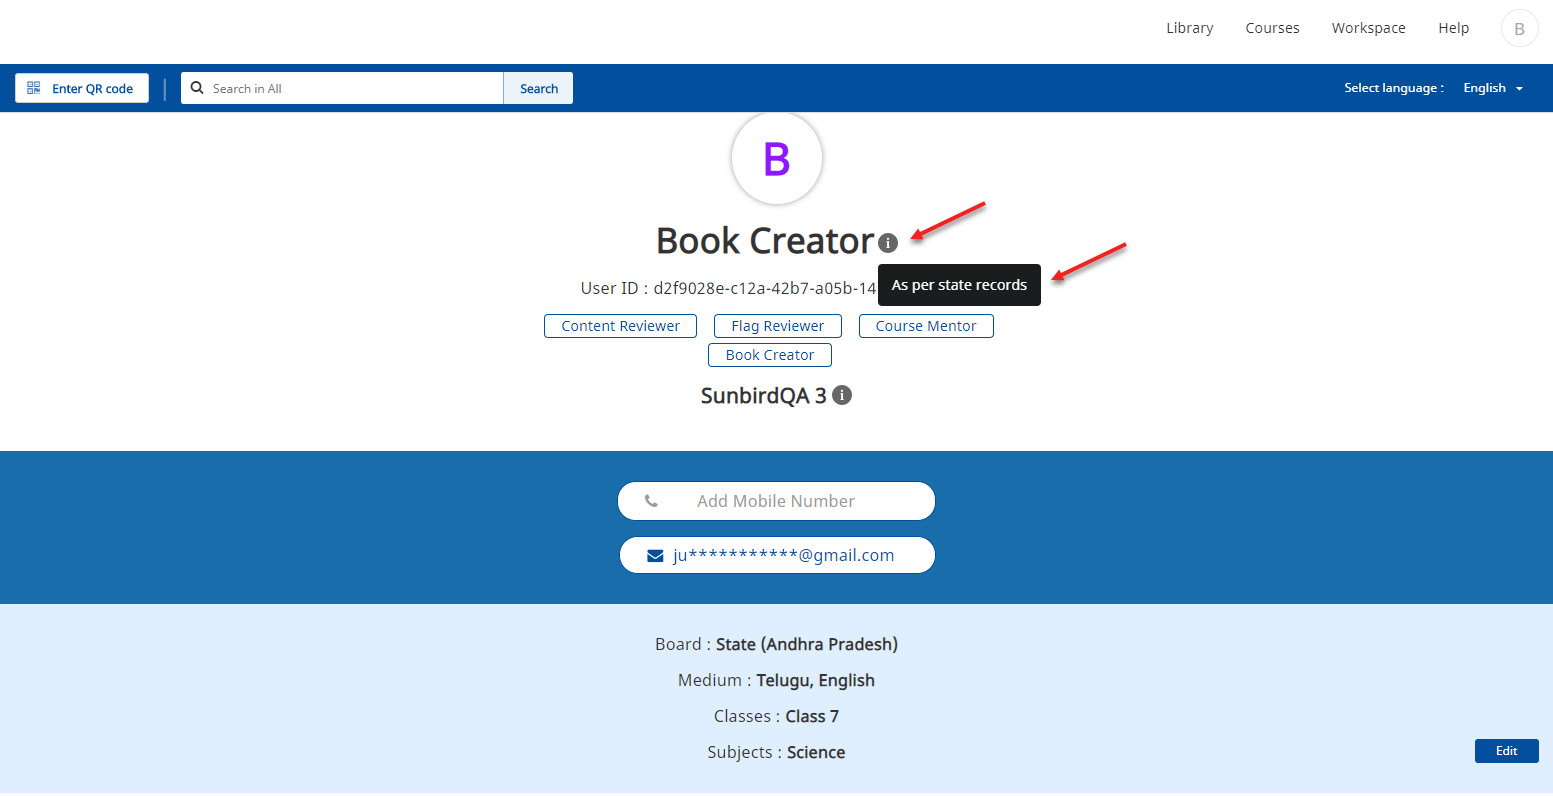 Library Courses Workspace Help B
Enter QR code Search in All Search Select language : English
B
Book Creator i
User ID : d2f9028e-c12a-42b7-a05b-14
As per state records
Content Reviewer Flag Reviewer Course Mentor
Book Creator
SunbirdQA 3 i
Add Mobile Number
ju***********@gmail.com
Board : State (Andhra Pradesh)
Medium : Telugu, English
Classes : Class 7
Subjects : Science
Edit